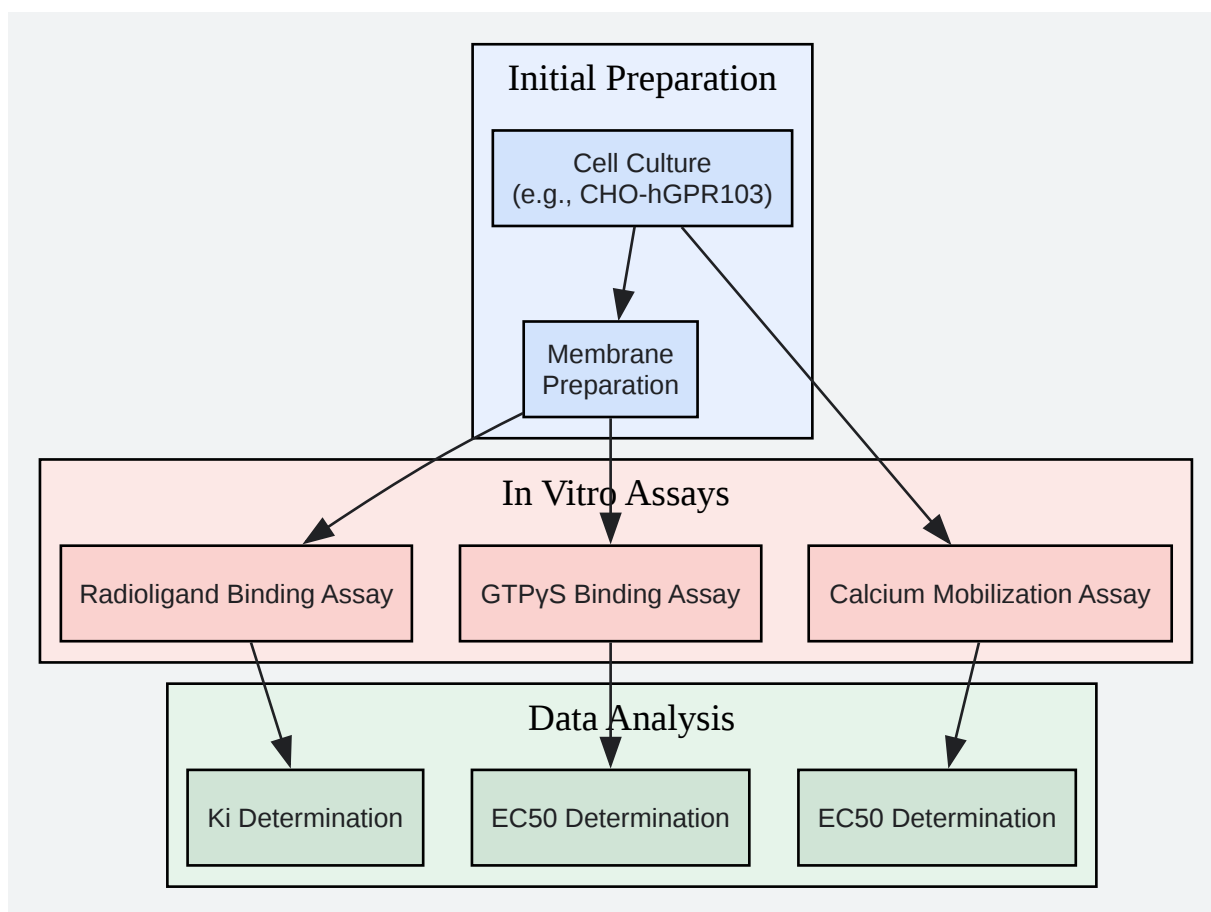 Initial Preparation
Cell Culture
(e.g., CHO-hGPR103)
Membrane
Preparation
In Vitro Assays
Radioligand Binding Assay
GTPγS Binding Assay
Calcium Mobilization Assay
Data Analysis
Ki Determination
EC50 Determination
EC50 Determination